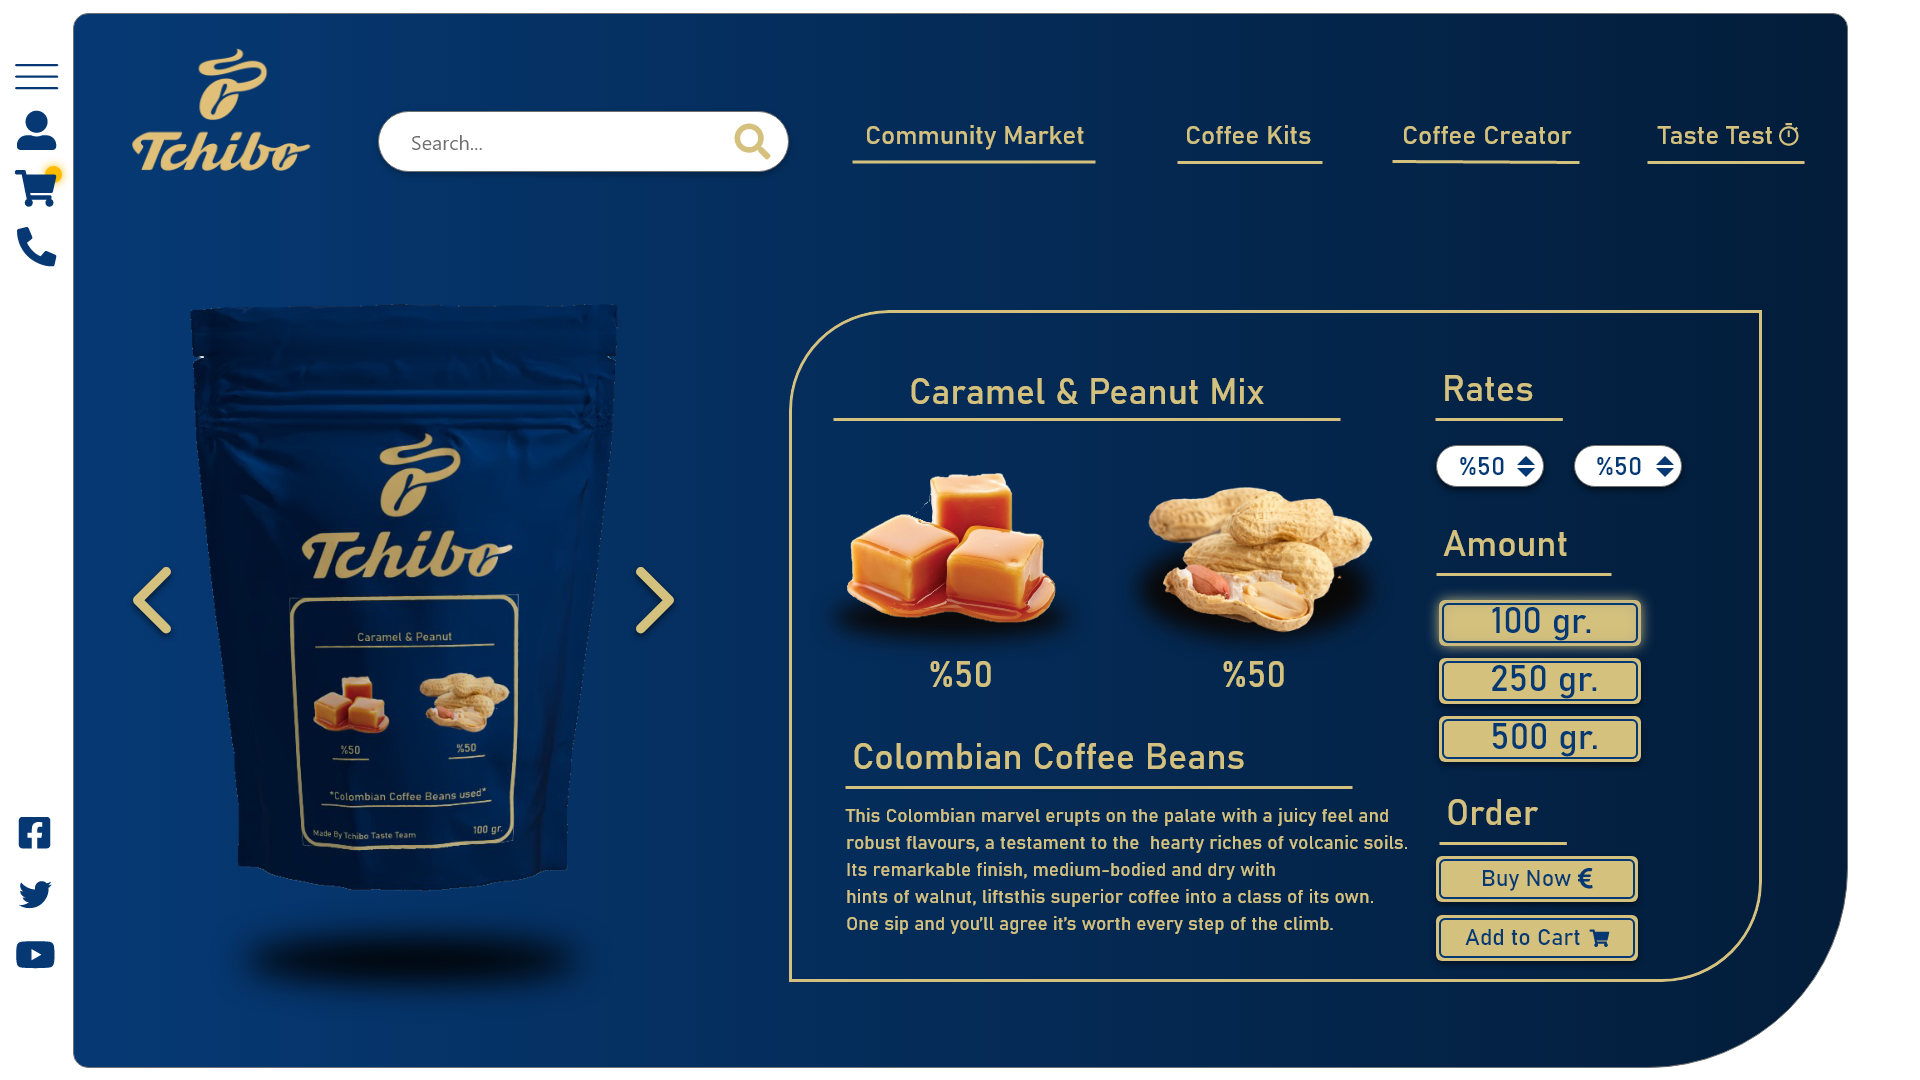 Tchibo
Search...
Community Market
Coffee Kits
Coffee Creator
Taste Test
Tchibo
Caramel & Peanut
%50
%50
*Colombian Coffee Beans used*
Made By Tchibo Taste Team
100 gr.
Caramel & Peanut Mix
%50
%50
Colombian Coffee Beans
This Colombian marvel erupts on the palate with a juicy feel and
robust flavours, a testament to the  hearty riches of volcanic soils.
Its remarkable finish, medium-bodied and dry with
hints of walnut, liftsthis superior coffee into a class of its own.
One sip and you’ll agree it’s worth every step of the climb.
Rates
%50
%50
Amount
100 gr.
250 gr.
500 gr.
Order
Buy Now €
Add to Cart